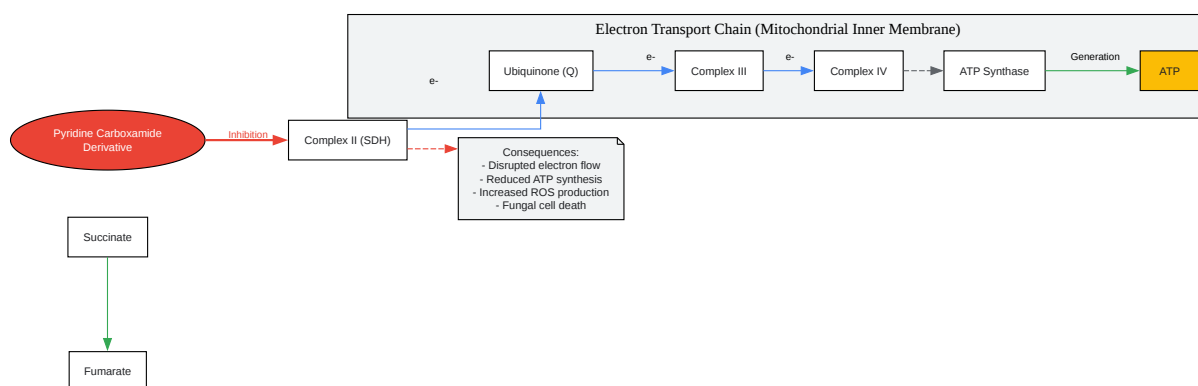 Electron Transport Chain (Mitochondrial Inner Membrane)
e-
Ubiquinone (Q)
e-
Complex III
e-
Complex IV
ATP Synthase
Generation
ATP
Pyridine Carboxamide
Derivative
Inhibition
Complex II (SDH)
Consequences:
- Disrupted electron flow
- Reduced ATP synthesis
- Increased ROS production
- Fungal cell death
Succinate
Fumarate